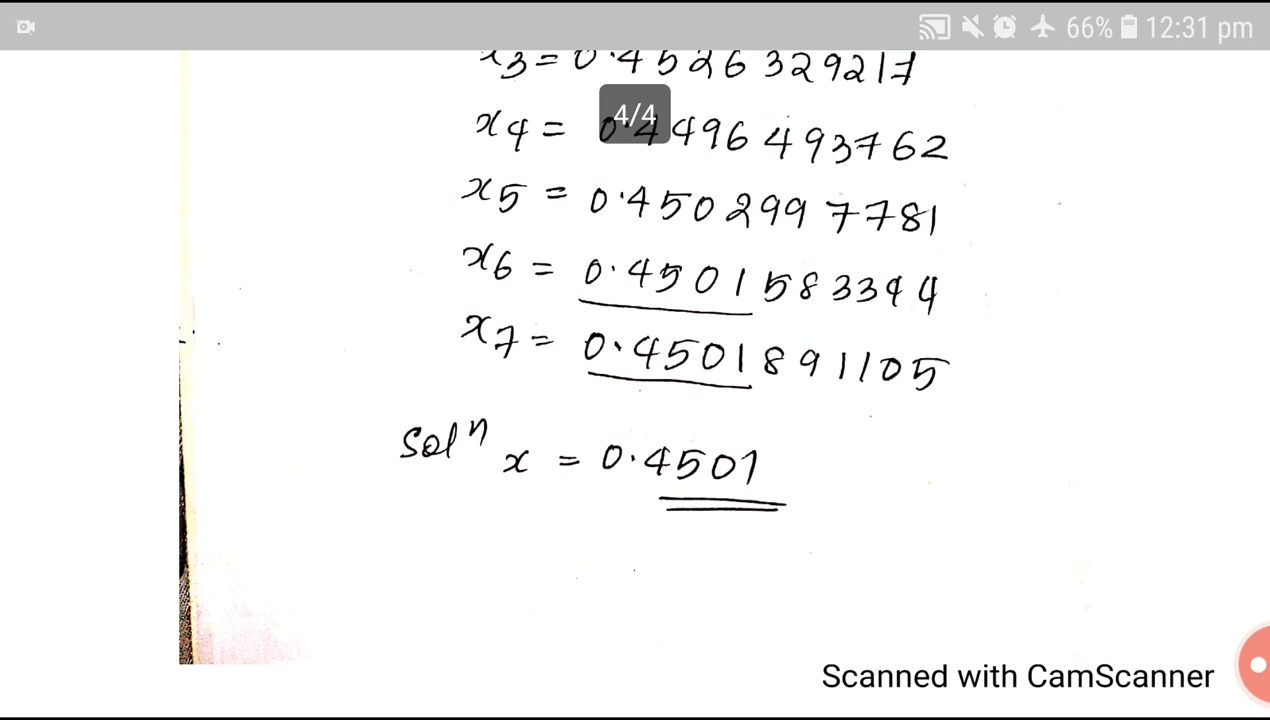 66% 12:31 pm
x3 = 0.4526329217
4/4
x4 = 0.4496493762
x5 = 0.4502997781
x6 = 0.4501583344
x7 = 0.4501891105
Solⁿ x = 0.4501
Scanned with CamScanner